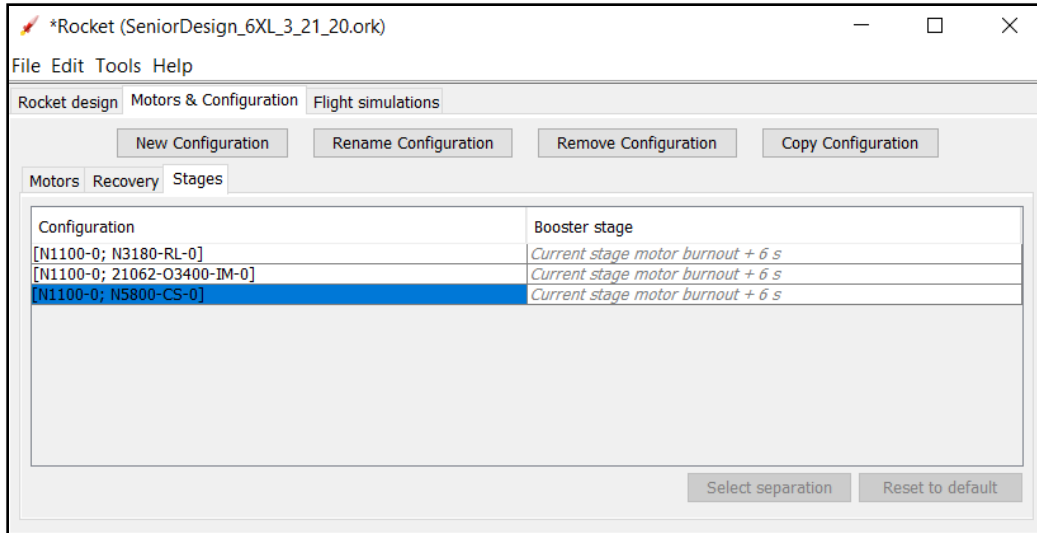 *Rocket (SeniorDesign_6XL_3_21_20.ork)
File Edit Tools Help
Rocket design Motors & Configuration Flight simulations
New Configuration Rename Configuration Remove Configuration Copy Configuration
Motors Recovery Stages
Configuration Booster stage
[N1100-0; N3180-RL-0] Current stage motor burnout + 6 s
[N1100-0; 21062-O3400-IM-0] Current stage motor burnout + 6 s
[N1100-0; N5800-CS-0] Current stage motor burnout + 6 s
Select separation Reset to default